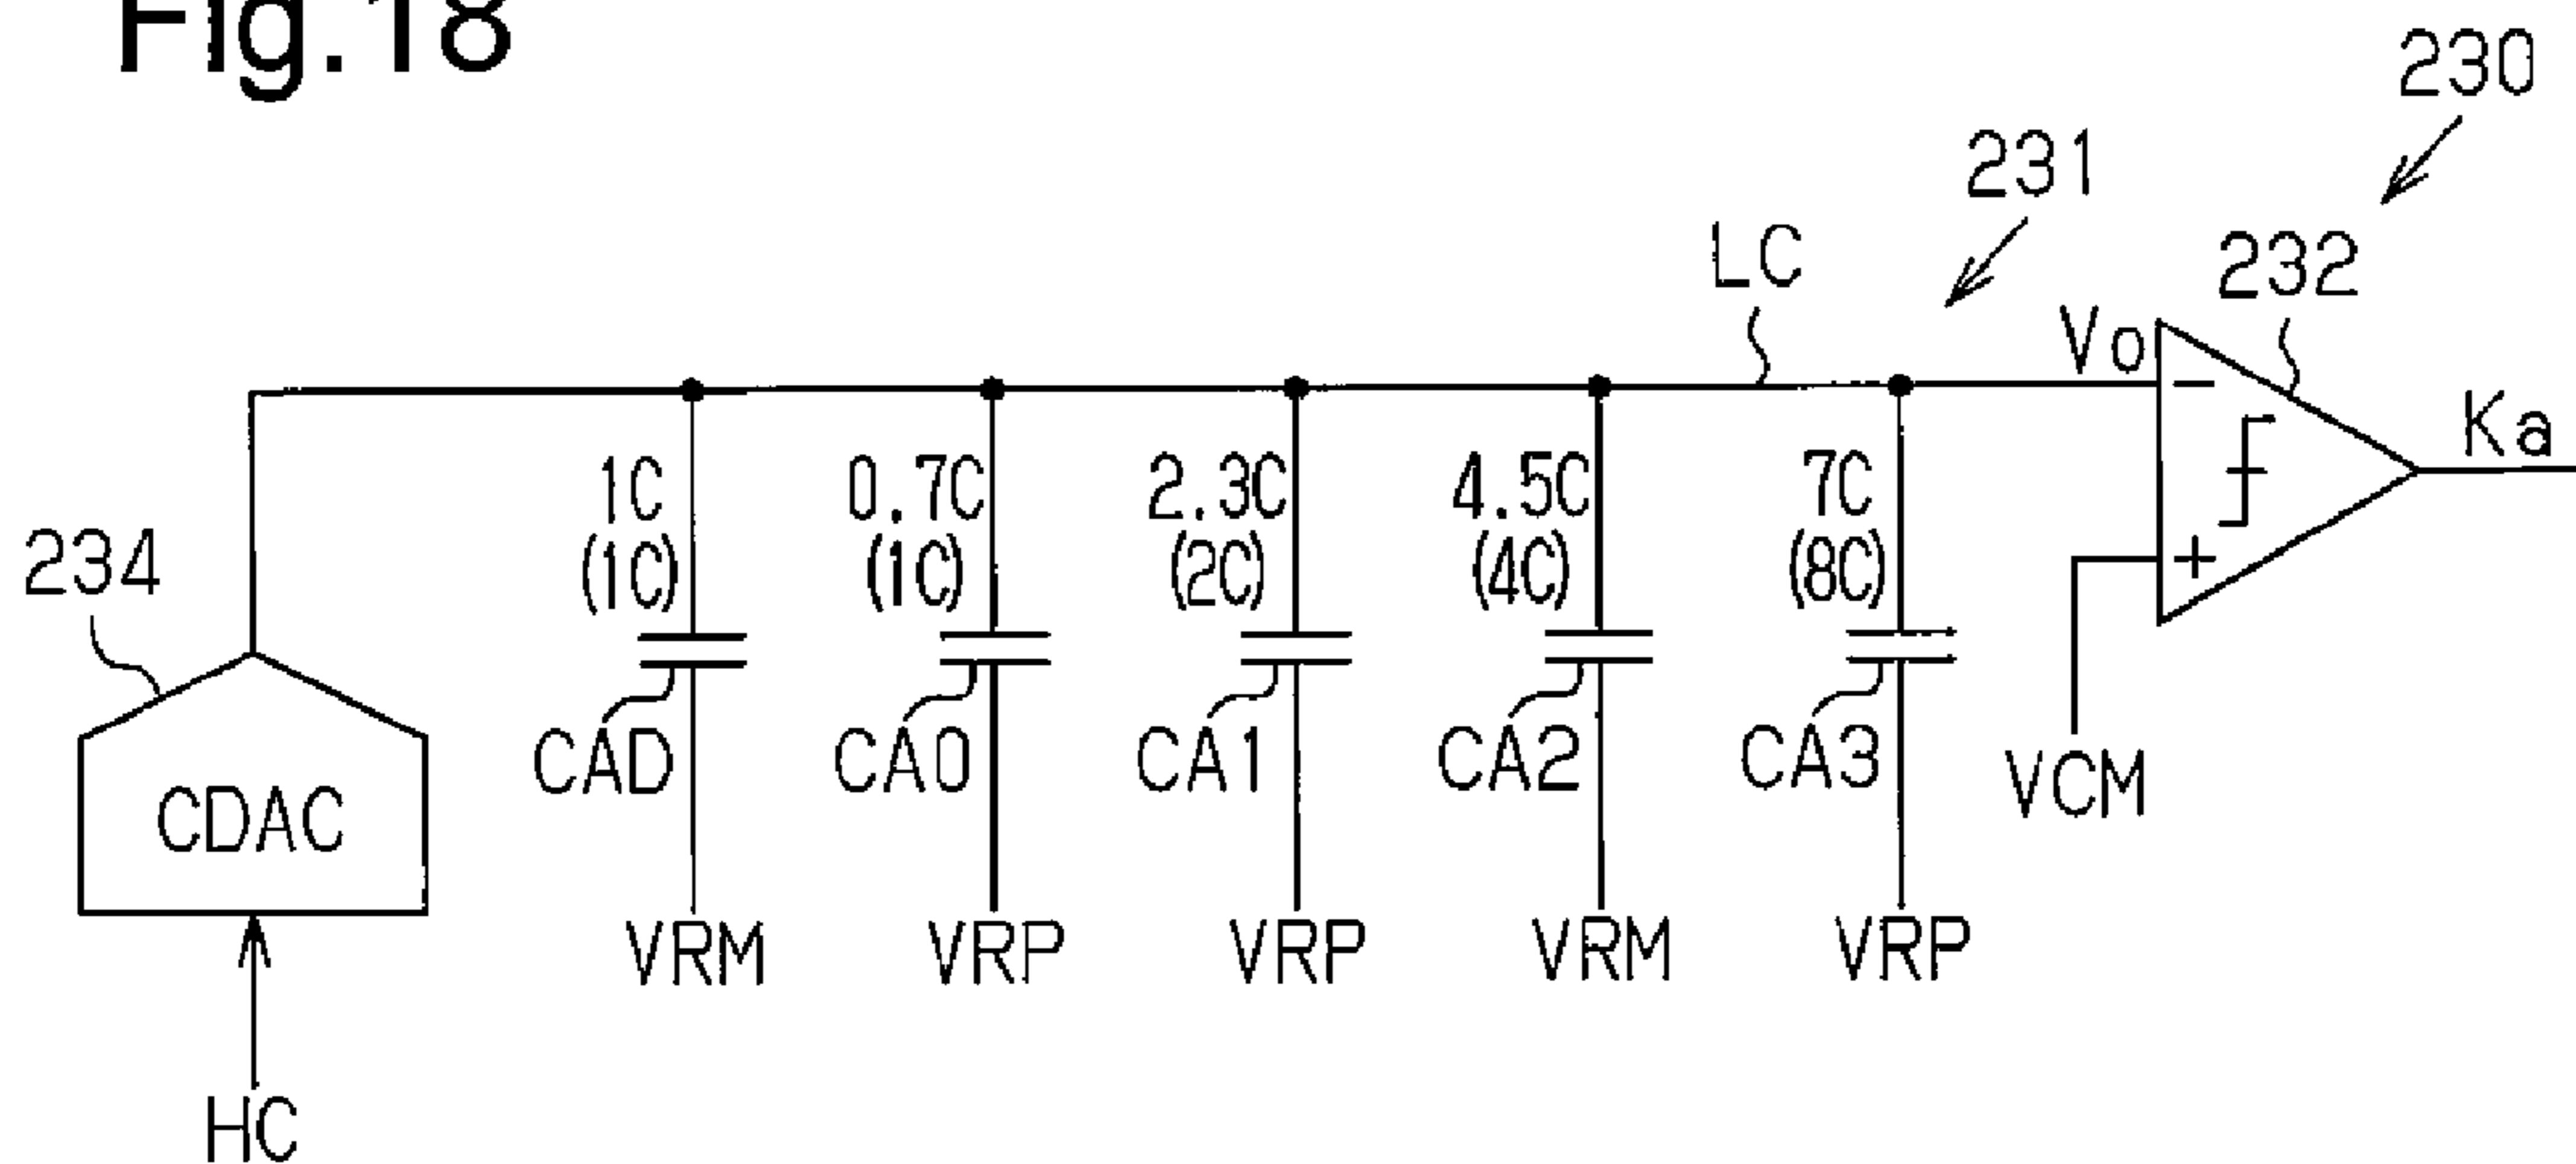 Fig.18
230
231
LC
232
Vo
−
Ka
1C
(1C)
0.7C
(1C)
2.3C
(2C)
4.5C
(4C)
7C
(8C)
+
234
CAD
CA0
CA1
CA2
CA3
VCM
CDAC
VRM
VRP
VRP
VRM
VRP
HC